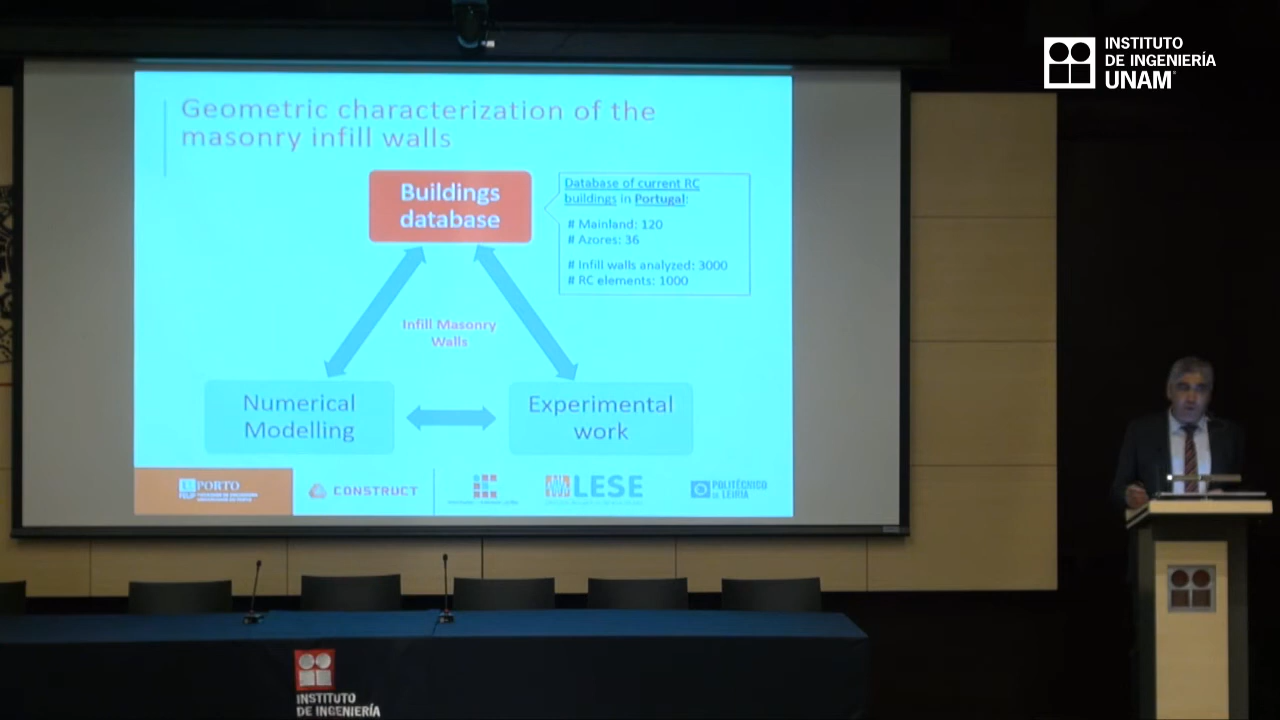 INSTITUTO
DE INGENIERÍA
UNAM
Geometric characterization of the
masonry infill walls
Buildings
database
Database of current RC
buildings in Portugal:
# Mainland: 120
# Azores: 36
# Infill walls analyzed: 3000
# RC elements: 1000
Infill Masonry
Walls
Numerical
Modelling
Experimental
work
U.PORTO
CONSTRUCT
LESE
POLITÉCNICO
DE LEIRIA
INSTITUTO
DE INGENIERÍA